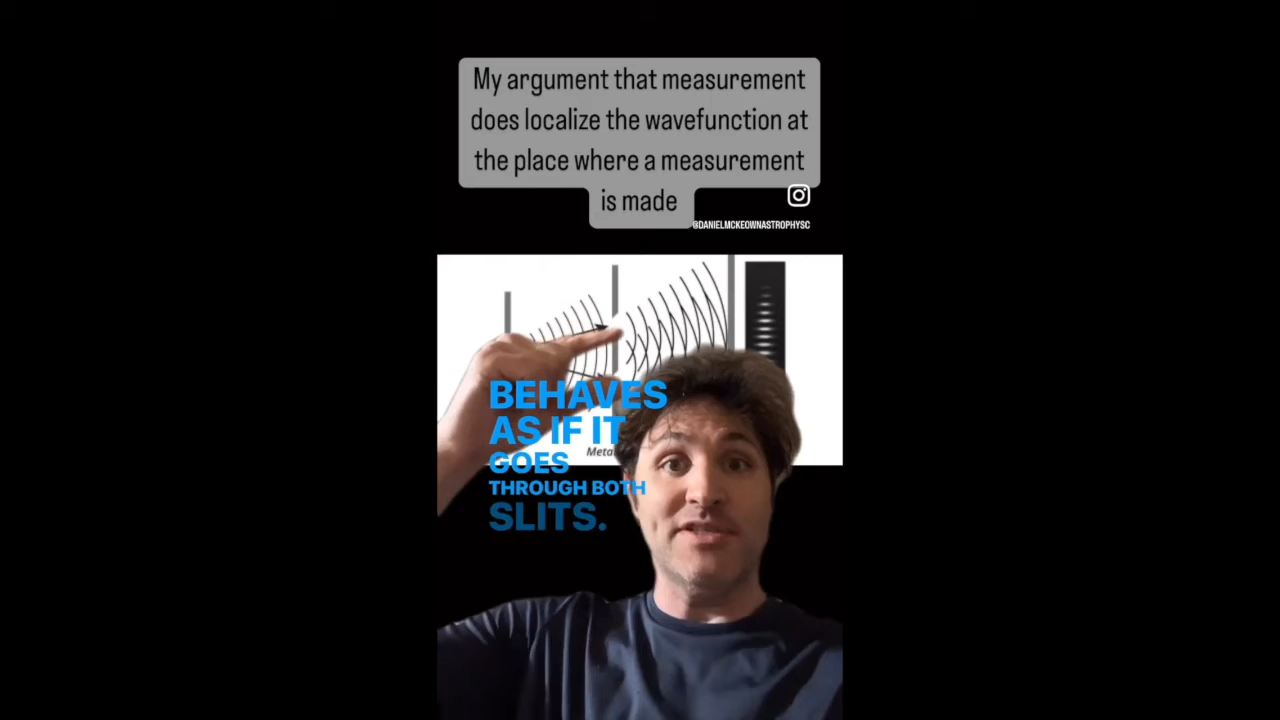 My argument that measurement
does localize the wavefunction at
the place where a measurement
is made
@DANIELMCKEOWNASTROPHYSC
BEHAVES
AS IF IT
GOES
THROUGH BOTH
SLITS.
Meta